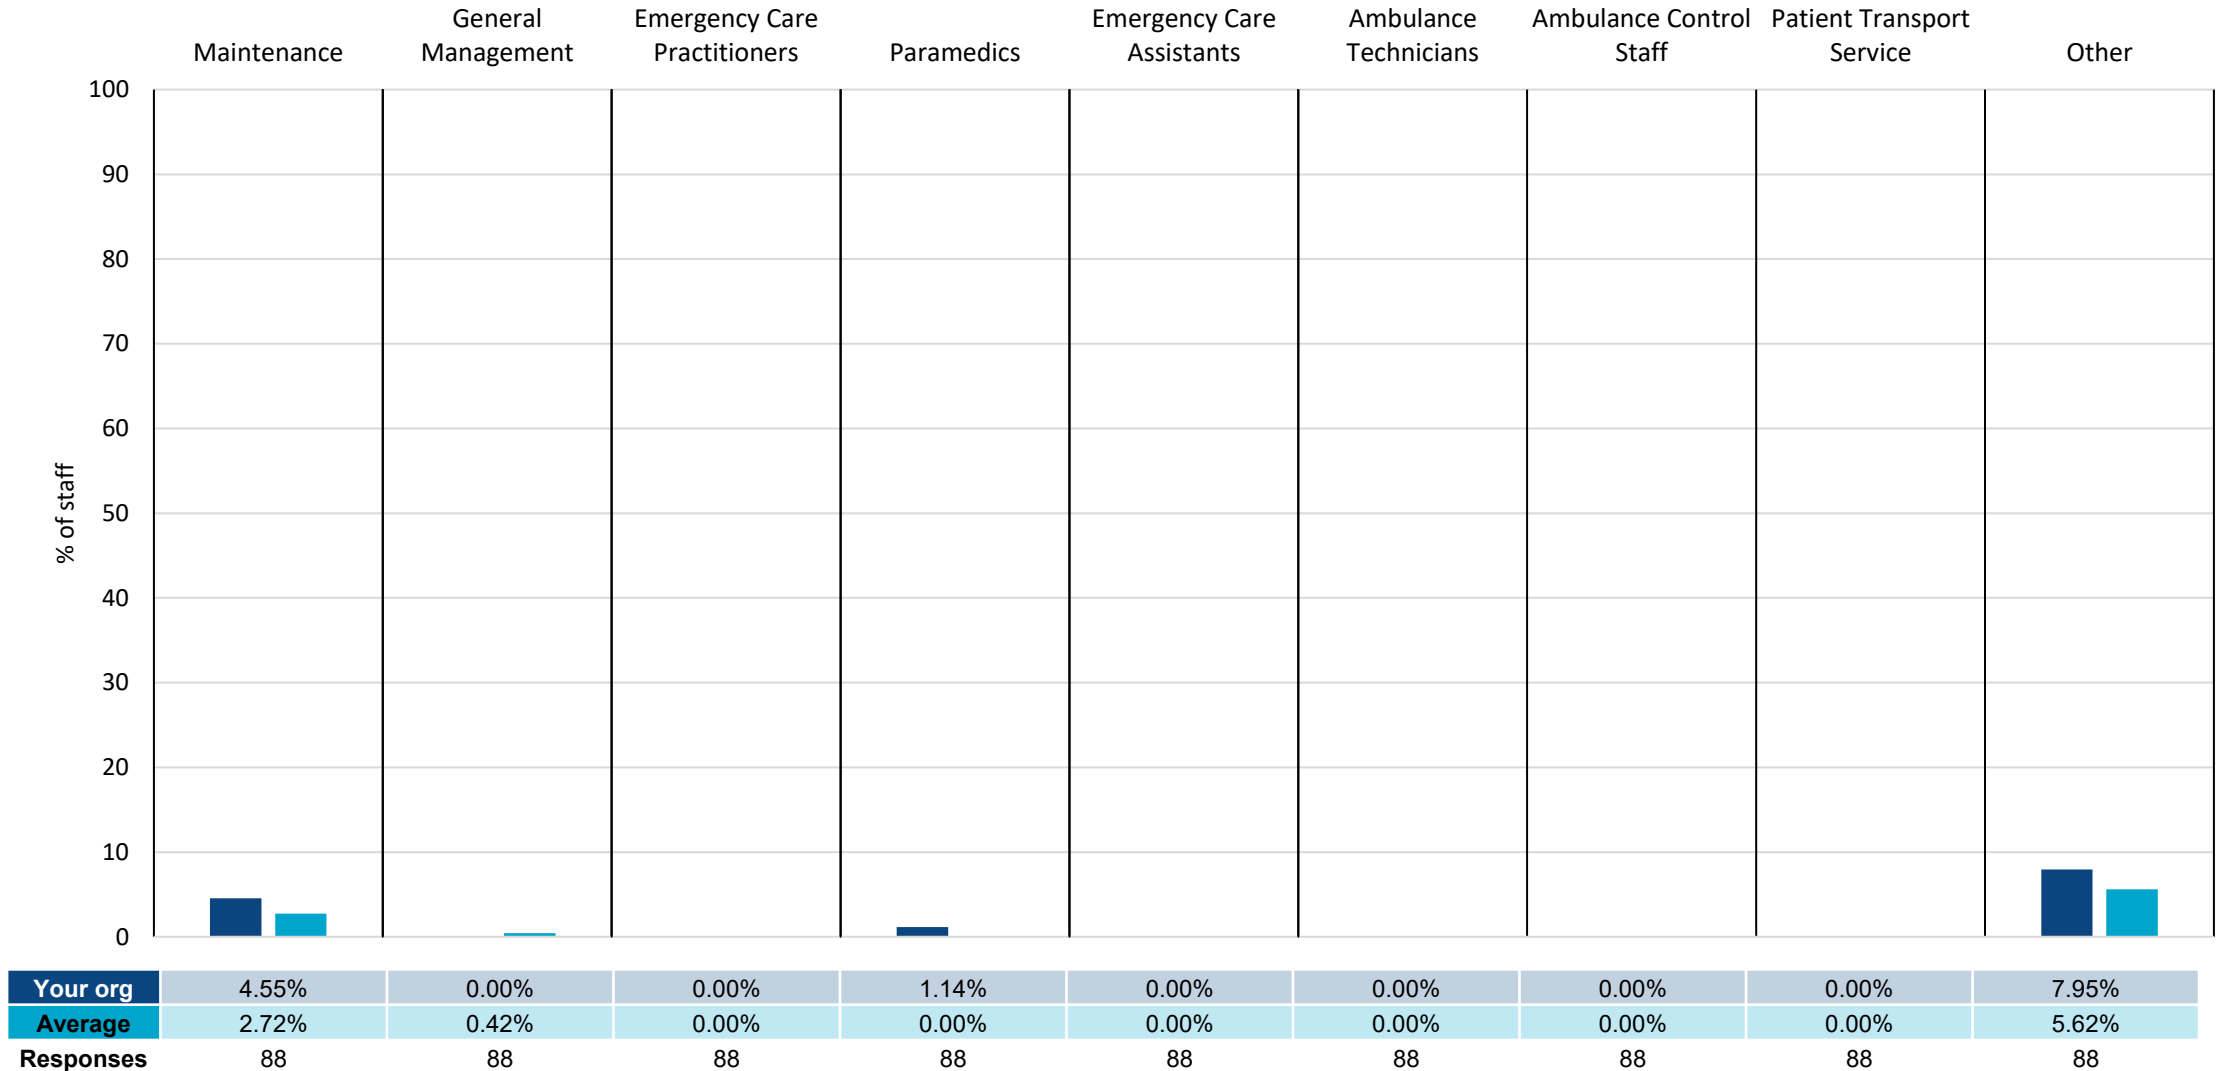 Maintenance
General
Management
Emergency Care
Practitioners
Paramedics
Emergency Care
Assistants
Ambulance
Technicians
Ambulance Control
Staff
Patient Transport
Service
Other
% of staff
100
90
80
70
60
50
40
30
20
10
0
Your org 4.55% 0.00% 0.00% 1.14% 0.00% 0.00% 0.00% 0.00% 7.95%
Average 2.72% 0.42% 0.00% 0.00% 0.00% 0.00% 0.00% 0.00% 5.62%
Responses 88 88 88 88 88 88 88 88 88